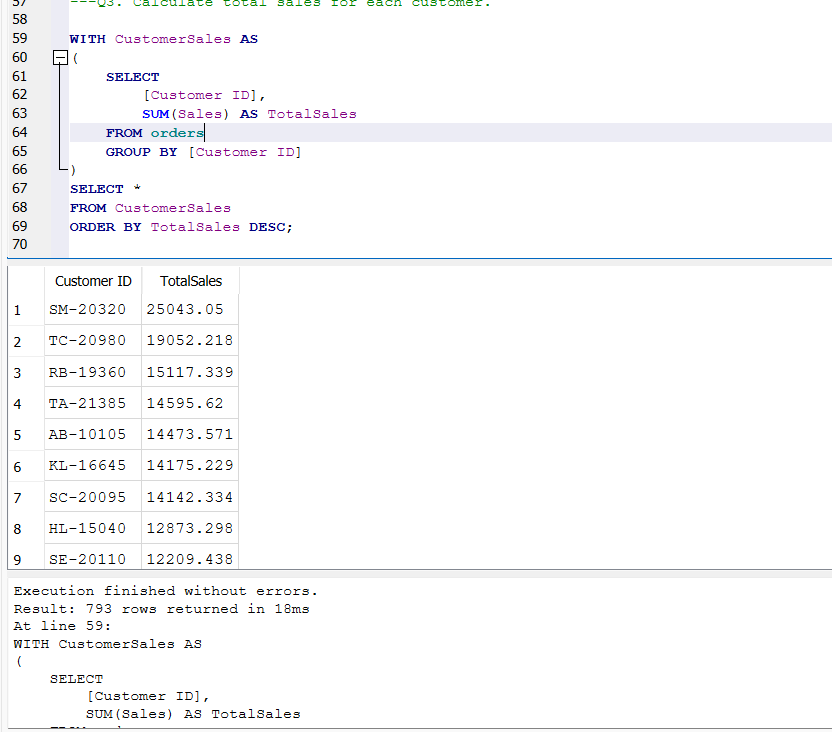 57 ---Q3. Calculate total sales for each customer.
58
59 WITH CustomerSales AS
60 (
61 SELECT
62 [Customer ID],
63 SUM(Sales) AS TotalSales
64 FROM orders
65 GROUP BY [Customer ID]
66 )
67 SELECT *
68 FROM CustomerSales
69 ORDER BY TotalSales DESC;
70
Customer ID TotalSales
1 SM-20320 25043.05
2 TC-20980 19052.218
3 RB-19360 15117.339
4 TA-21385 14595.62
5 AB-10105 14473.571
6 KL-16645 14175.229
7 SC-20095 14142.334
8 HL-15040 12873.298
9 SE-20110 12209.438
Execution finished without errors.
Result: 793 rows returned in 18ms
At line 59:
WITH CustomerSales AS
(
SELECT
[Customer ID],
SUM(Sales) AS TotalSales